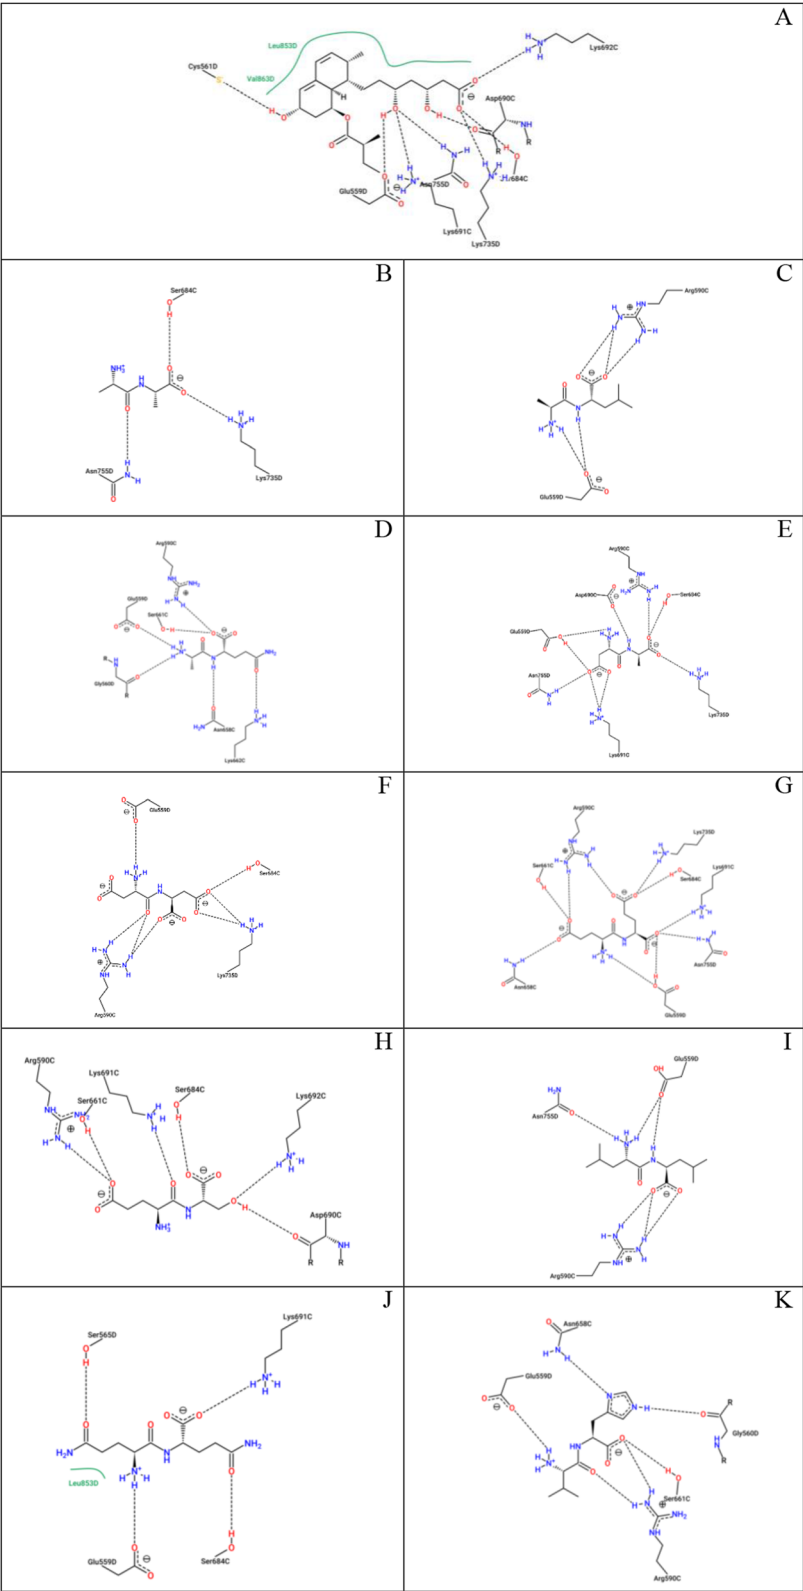 A
Leu853D
Cys561D
Val863D
Lys692C
Asp690C
Glu559D
Asn755D
Lys691C
Lys735D
B
Ser684C
Asn755D
Lys735D
C
Arg590C
Glu559D
D
Arg590C
Glu559D
Ser661C
Gly560D
Asn658C
Lys662C
E
Arg590C
Asp690C
Ser684C
Glu559D
Asn755D
Lys735D
Lys691C
F
Glu559D
Ser684C
Lys735D
Arg590C
G
Arg590C
Lys735D
Ser661C
Lys691C
Ser684C
Asn658C
Asn755D
Glu559D
H
Arg590C
Lys691C
Ser661C
Ser684C
Lys692C
Asp690C
I
Glu559D
Asn755D
Arg590C
J
Ser565D
Lys691C
Leu853D
Glu559D
Ser684C
K
Asn658C
Glu559D
Gly560D
Ser661C
Arg590C